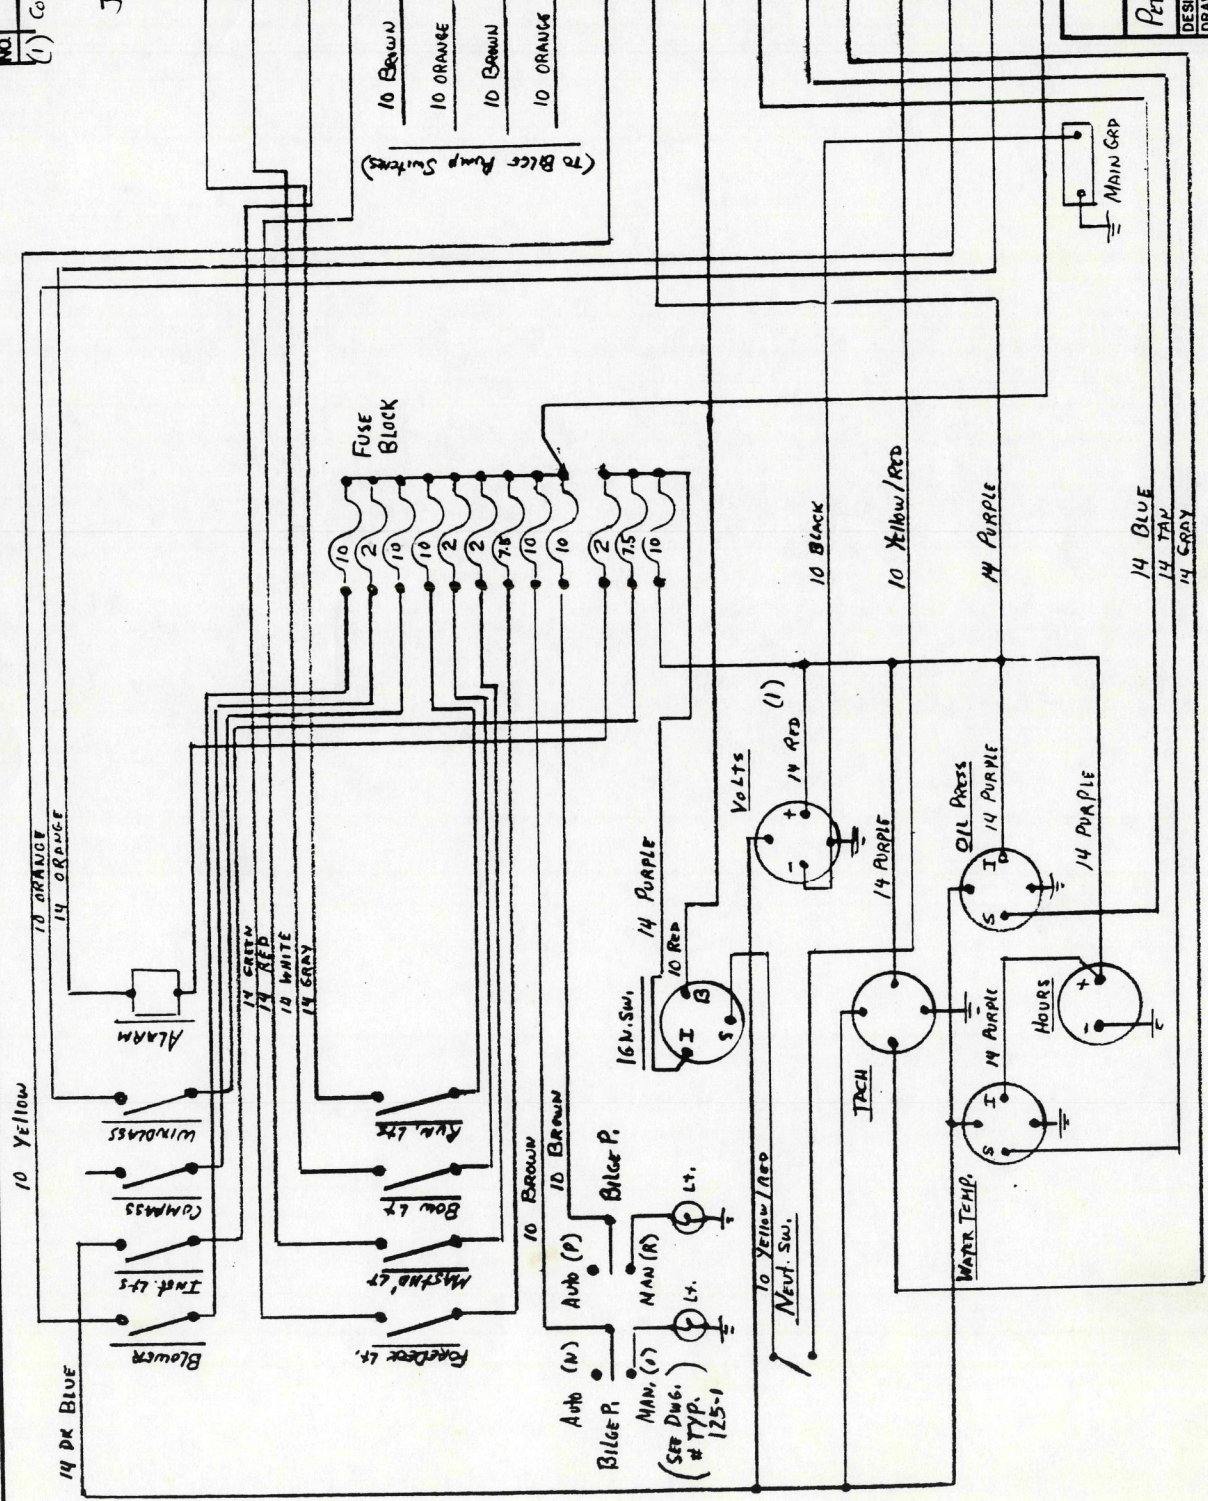 NO.
(1) Co
10 BROWN
10 ORANGE
10 BROWN
10 ORANGE
(TO BILGE PUMP SWITCHES)
DESI
DRA
MAIN GRD
FUSE
BLOCK
10
2
10
10
2
2
7.5
10
10
2
7.5
10
10 BLACK
10 YELLOW/RED
14 PURPLE
14 BLUE
14 TAN
14 GRAY
10 ORANGE
14 ORANGE
10 YELLOW
14 DK BLUE
ALARM
WINDLASS
COMPASS
INST. LTS
BLOWER
14 GREEN
14 RED
14 WHITE
14 GRAY
RUN. LTS
BOW LT
MASTHD' LT
FOREDECK LT.
10 BROWN
10 BROWN
BILGE P.
AUTO (P)
MAN (R)
LT.
AUTO (N)
BILGE P.
LT.
(SEE DWG.
# TYP.
125-1)
IGN. SW.
14 PURPLE
10 RED
I
B
S
10 YELLOW/RED
NEUT. SW.
VOLTS
14 RED
(1)
+
-
14 PURPLE
TACH
OIL PRESS
14 PURPLE
I
S
14 PURPLE
HOURS
+
-
14 PURPLE
WATER TEMP.
I
S